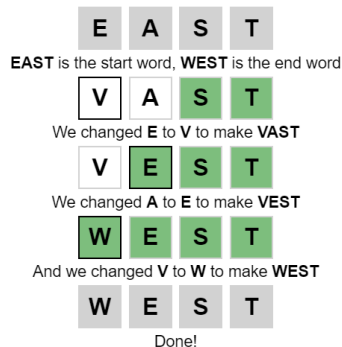 E A S T
EAST is the start word, WEST is the end word
V A S T
We changed E to V to make VAST
V E S T
We changed A to E to make VEST
W E S T
And we changed V to W to make WEST
W E S T
Done!